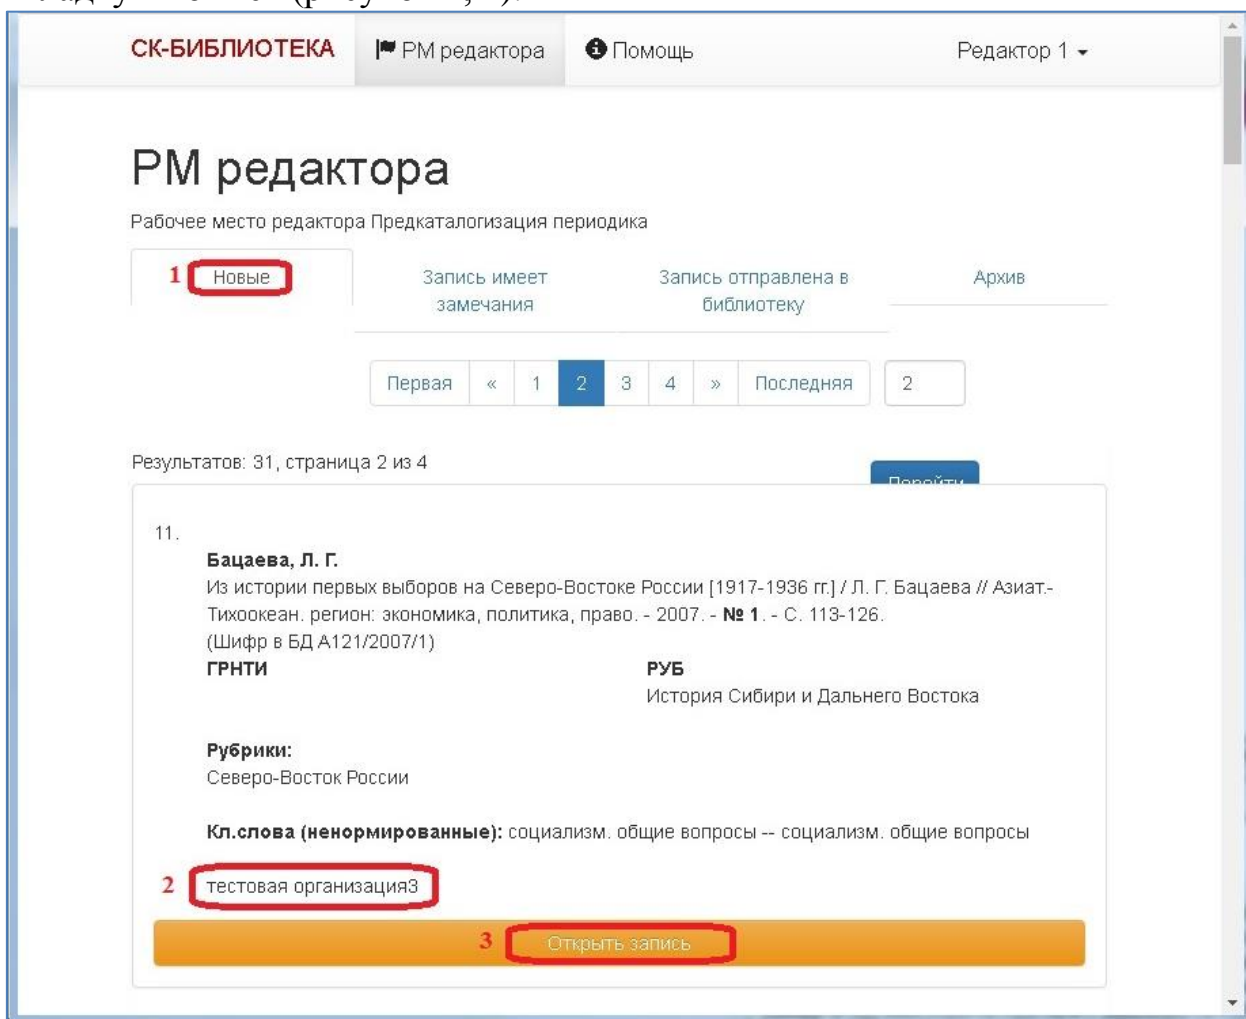 СК-БИБЛИОТЕКА РМ редактора Помощь Редактор 1
РМ редактора
Рабочее место редактора Предкаталогизация периодика
1 Новые Запись имеет замечания Запись отправлена в библиотеку Архив
Первая « 1 2 3 4 » Последняя 2
Результатов: 31, страница 2 из 4
Перейти
11.
Бацаева, Л. Г.
Из истории первых выборов на Северо-Востоке России [1917-1936 гг.] / Л. Г. Бацаева // Азиат.-
Тихоокеан. регион: экономика, политика, право. - 2007. - № 1. - С. 113-126.
(Шифр в БД А121/2007/1)
ГРНТИ РУБ
История Сибири и Дальнего Востока
Рубрики:
Северо-Восток России
Кл.слова (ненормированные): социализм. общие вопросы -- социализм. общие вопросы
2 тестовая организация3
3 Открыть запись